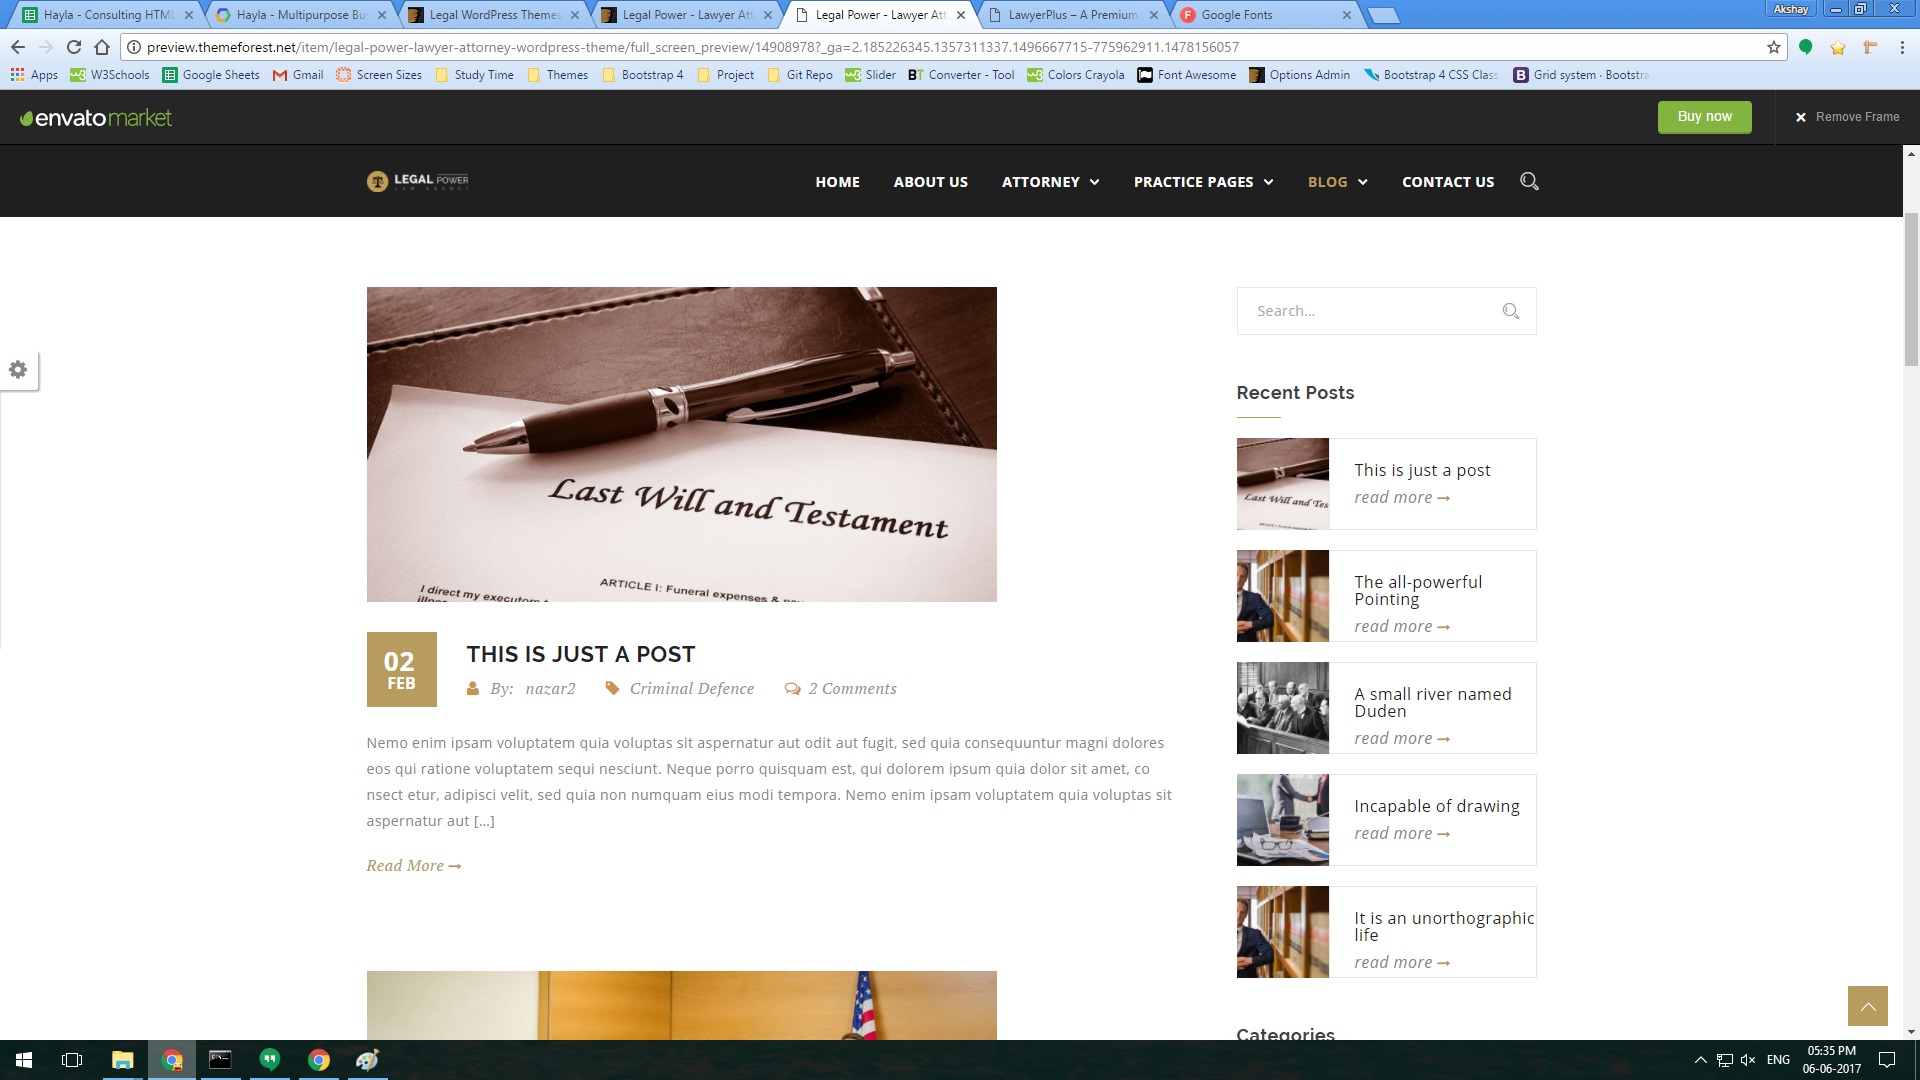 Hayla - Consulting HTML
Hayla - Multipurpose Bus
Legal WordPress Themes
Legal Power - Lawyer Att
Legal Power - Lawyer Att
LawyerPlus – A Premium
Google Fonts
Akshay
preview.themeforest.net/item/legal-power-lawyer-attorney-wordpress-theme/full_screen_preview/14908978?_ga=2.185226345.1357311337.1496667715-775962911.1478156057
Apps
W3Schools
Google Sheets
Gmail
Screen Sizes
Study Time
Themes
Bootstrap 4
Project
Git Repo
Slider
BT Converter - Tool
Colors Crayola
Font Awesome
Options Admin
Bootstrap 4 CSS Class
B Grid system · Bootstra
envatomarket
Buy now
Remove Frame
LEGAL POWER
LAW AGENCY
HOME
ABOUT US
ATTORNEY
PRACTICE PAGES
BLOG
CONTACT US
Last Will and Testament
ARTICLE I: Funeral expenses &
I direct my executors
02
FEB
THIS IS JUST A POST
By: nazar2
Criminal Defence
2 Comments
Nemo enim ipsam voluptatem quia voluptas sit aspernatur aut odit aut fugit, sed quia consequuntur magni dolores
eos qui ratione voluptatem sequi nesciunt. Neque porro quisquam est, qui dolorem ipsum quia dolor sit amet, co
nsect etur, adipisci velit, sed quia non numquam eius modi tempora. Nemo enim ipsam voluptatem quia voluptas sit
aspernatur aut […]
Read More
Search...
Recent Posts
Last Will and Tes
This is just a post
read more
The all-powerful
Pointing
read more
A small river named
Duden
read more
Incapable of drawing
read more
It is an unorthographic
life
read more
Categories
ENG
05:35 PM
06-06-2017